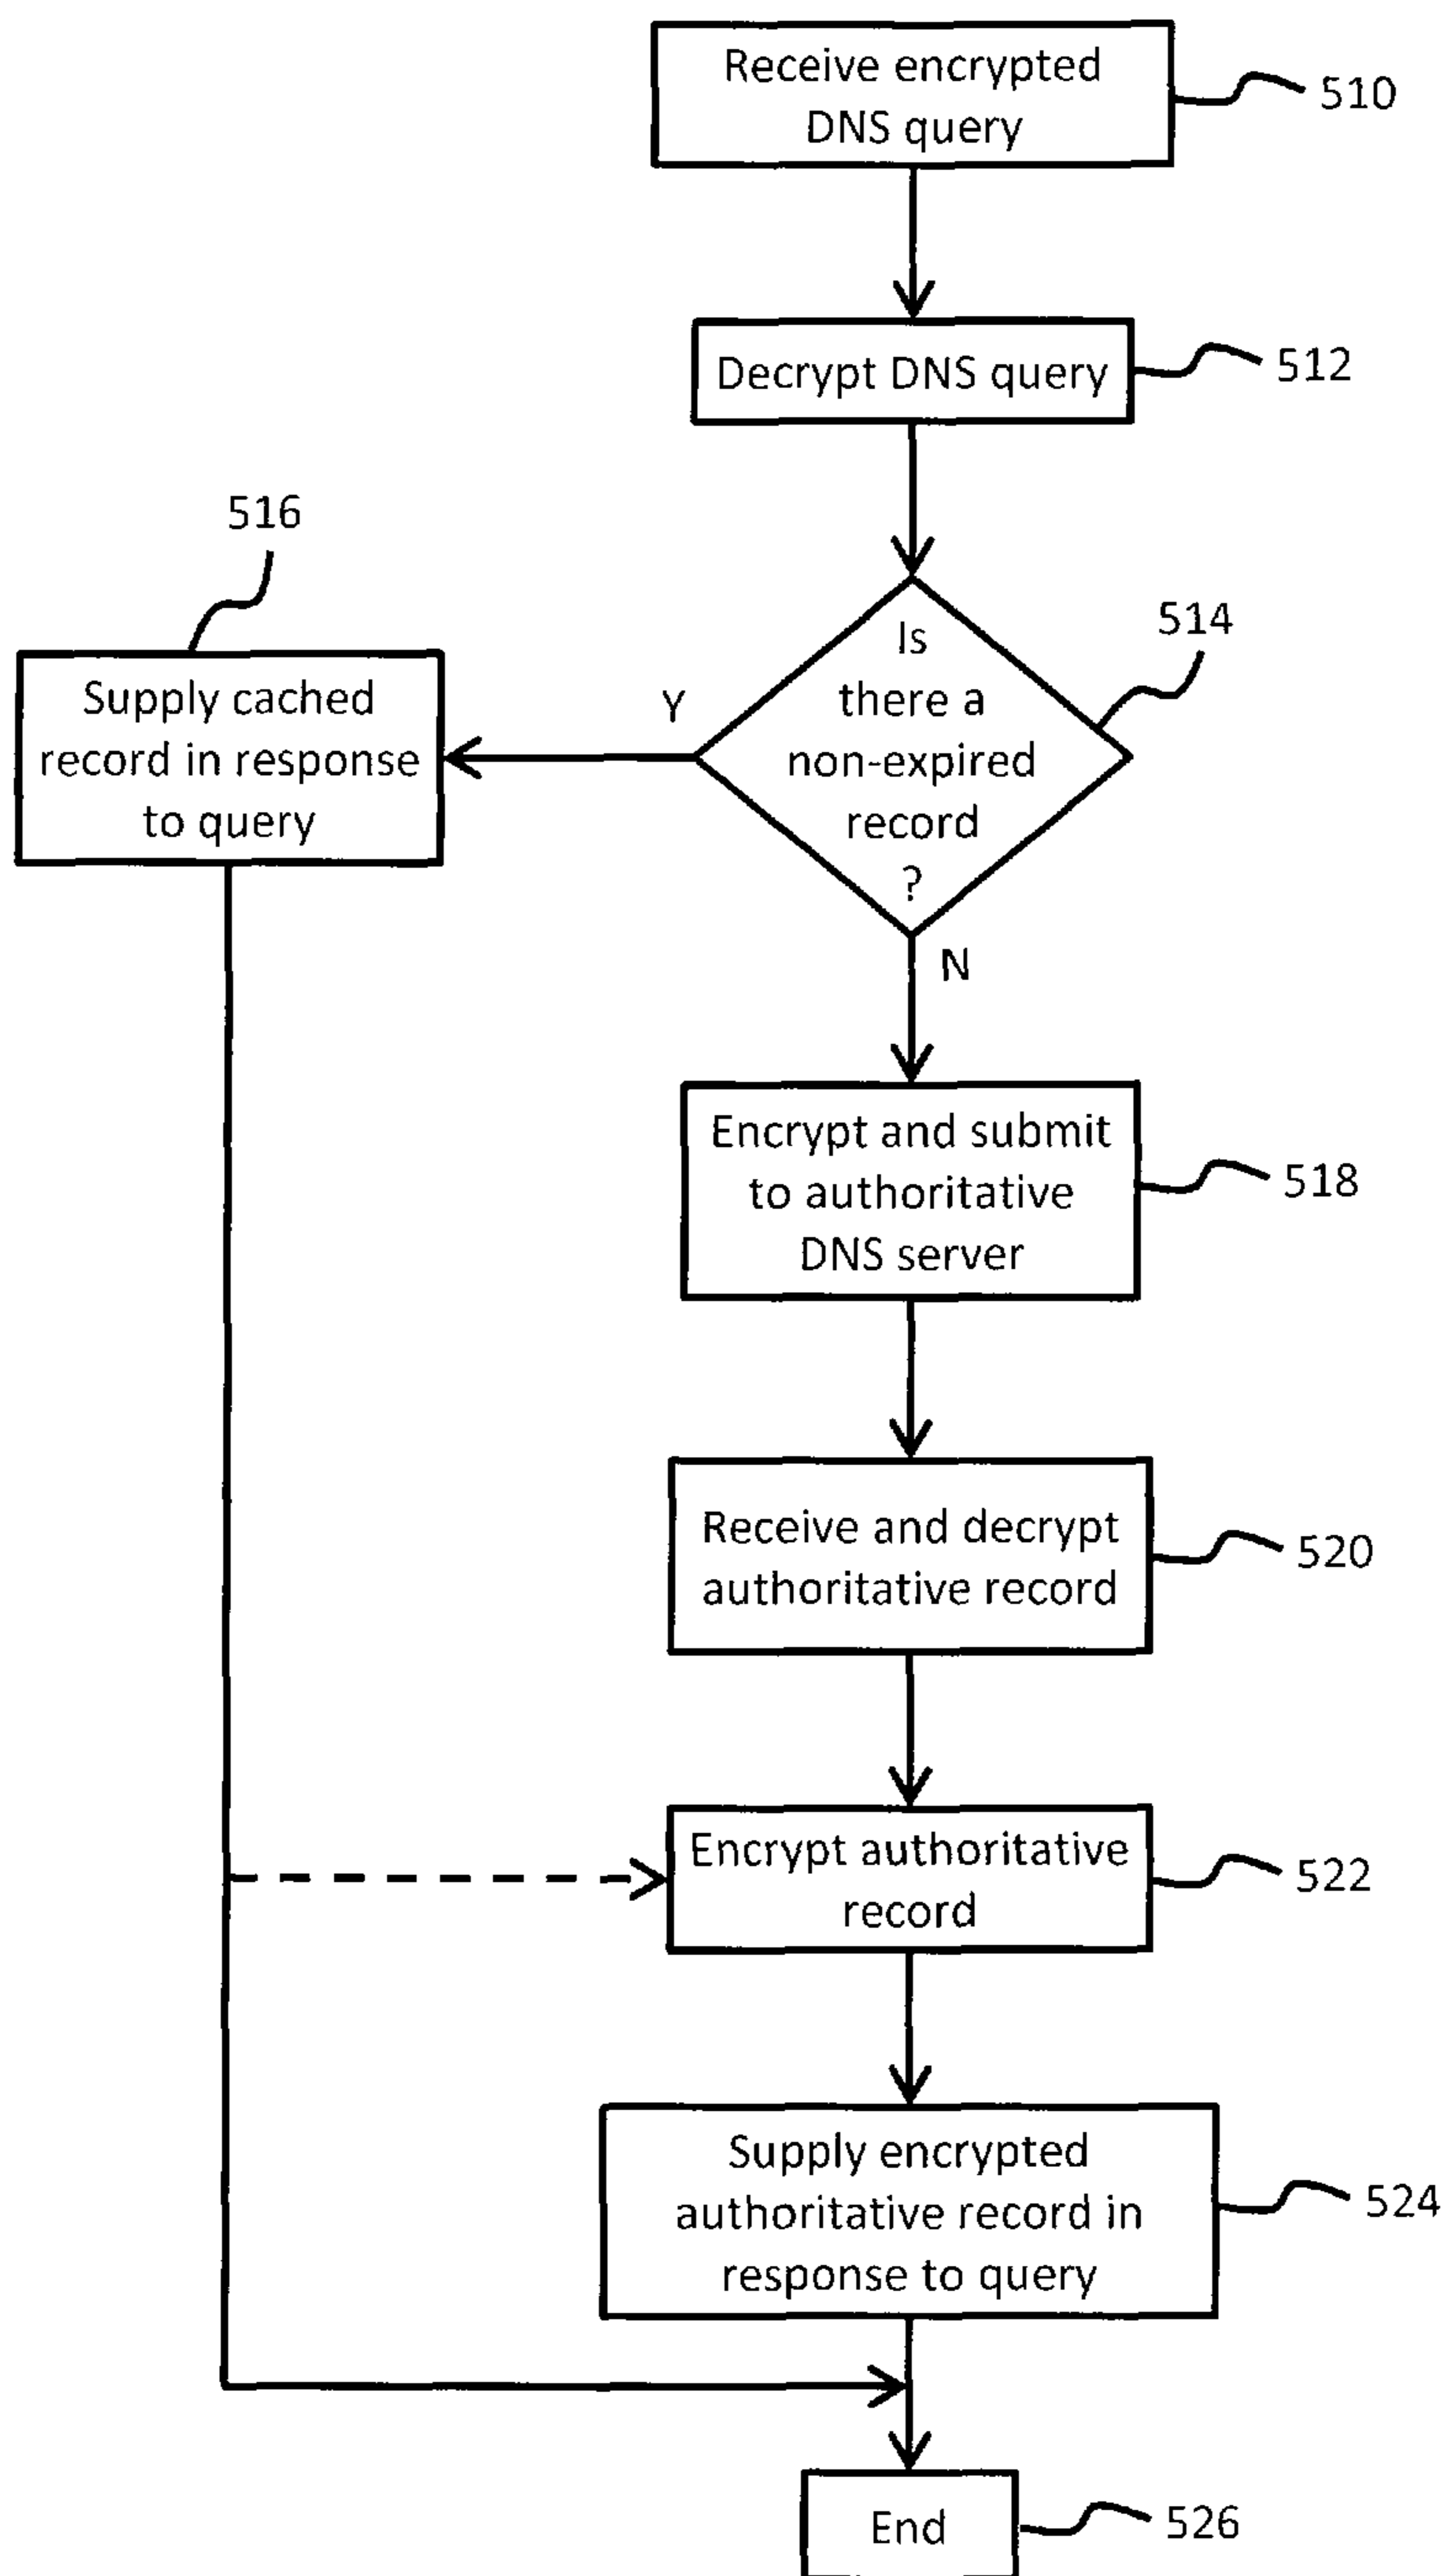 Receive encrypted
DNS query
510
Decrypt DNS query
512
516
Supply cached
record in response
to query
Y
Is
there a
non-expired
record
?
514
N
Encrypt and submit
to authoritative
DNS server
518
Receive and decrypt
authoritative record
520
Encrypt authoritative
record
522
Supply encrypted
authoritative record in
response to query
524
End
526